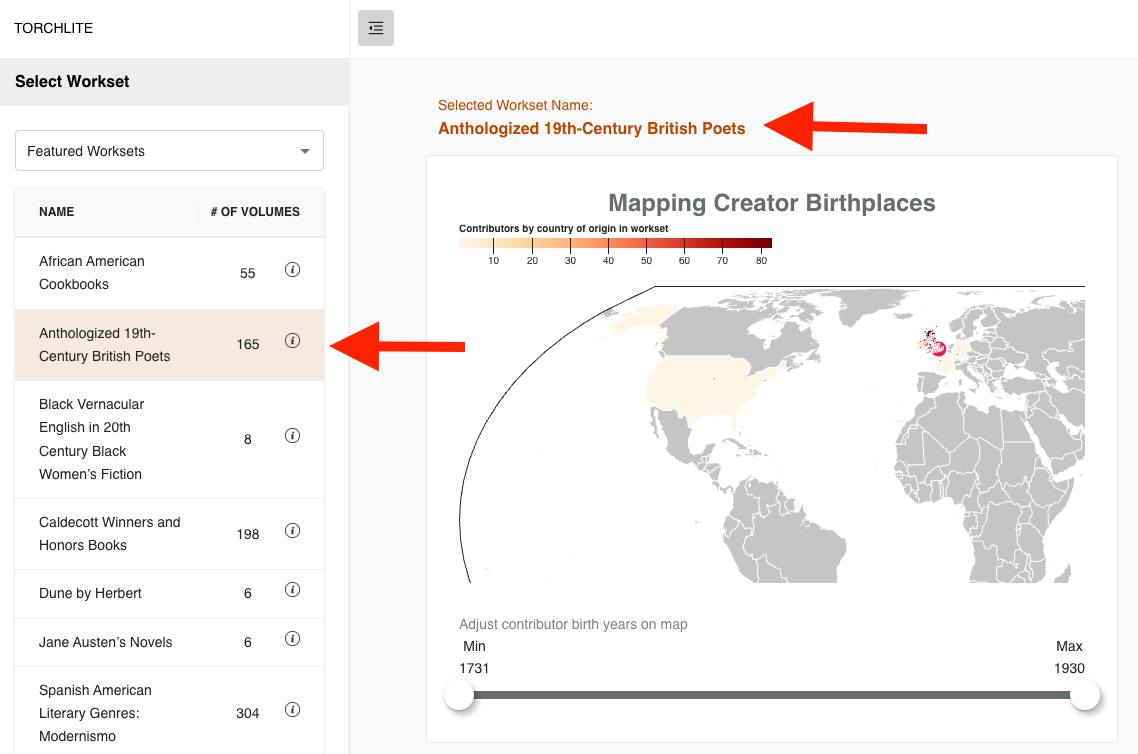 TORCHLITE
Select Workset
Featured Worksets
NAME # OF VOLUMES
African American
Cookbooks
55
Anthologized 19th-
Century British Poets
165
Black Vernacular
English in 20th
Century Black
Women’s Fiction
8
Caldecott Winners and
Honors Books
198
Dune by Herbert 6
Jane Austen’s Novels 6
Spanish American
Literary Genres:
Modernismo
304
Selected Workset Name:
Anthologized 19th-Century British Poets
Mapping Creator Birthplaces
Contributors by country of origin in workset
10 20 30 40 50 60 70 80
Adjust contributor birth years on map
Min Max
1731 1930